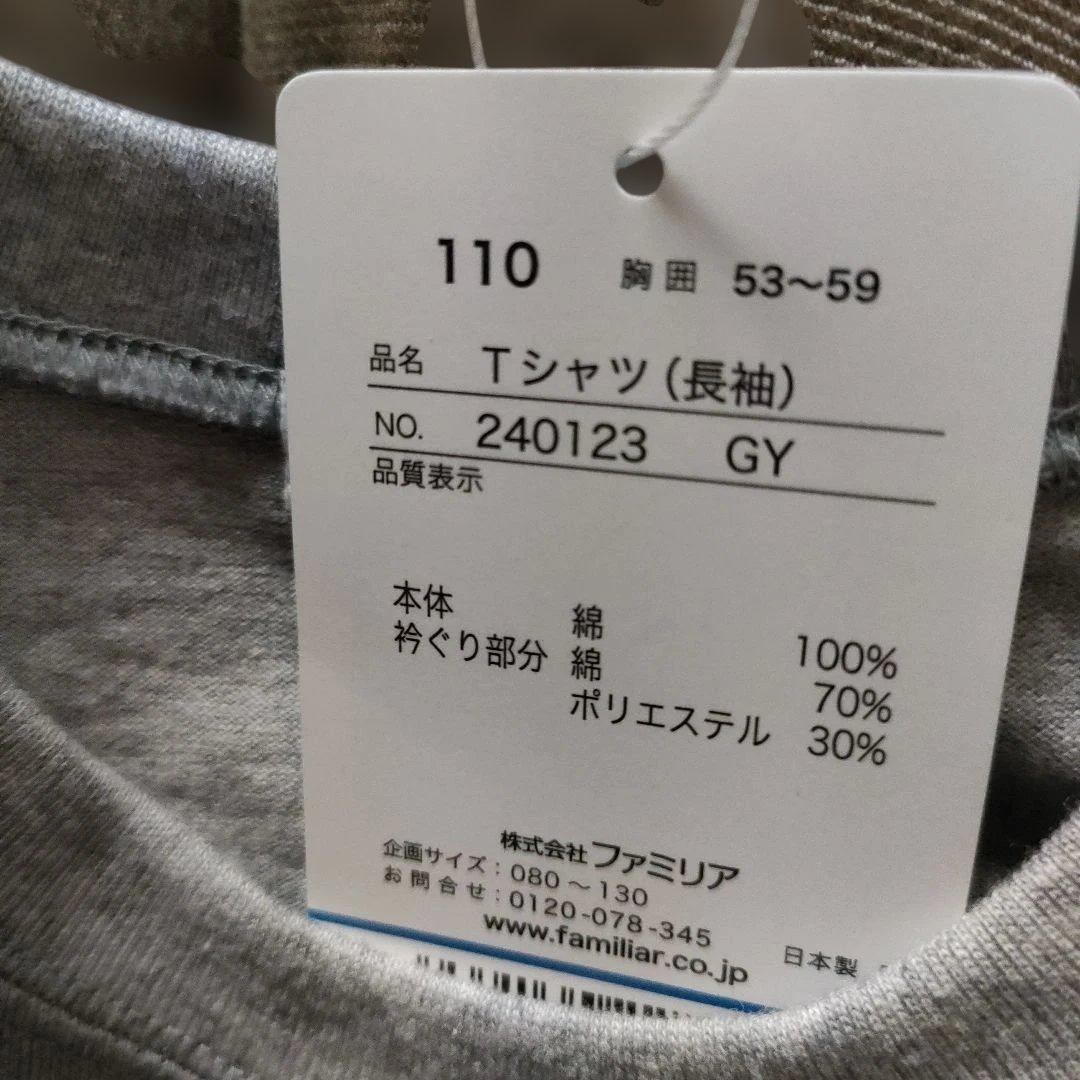 110 胸囲 53～59
品名 Tシャツ(長袖)
NO. 240123 GY
品質表示
本体 綿 100%
衿ぐり部分 綿 70%
ポリエステル 30%
株式会社ファミリア
企画サイズ:080～130
お問合せ:0120-078-345
www.familiar.co.jp
日本製